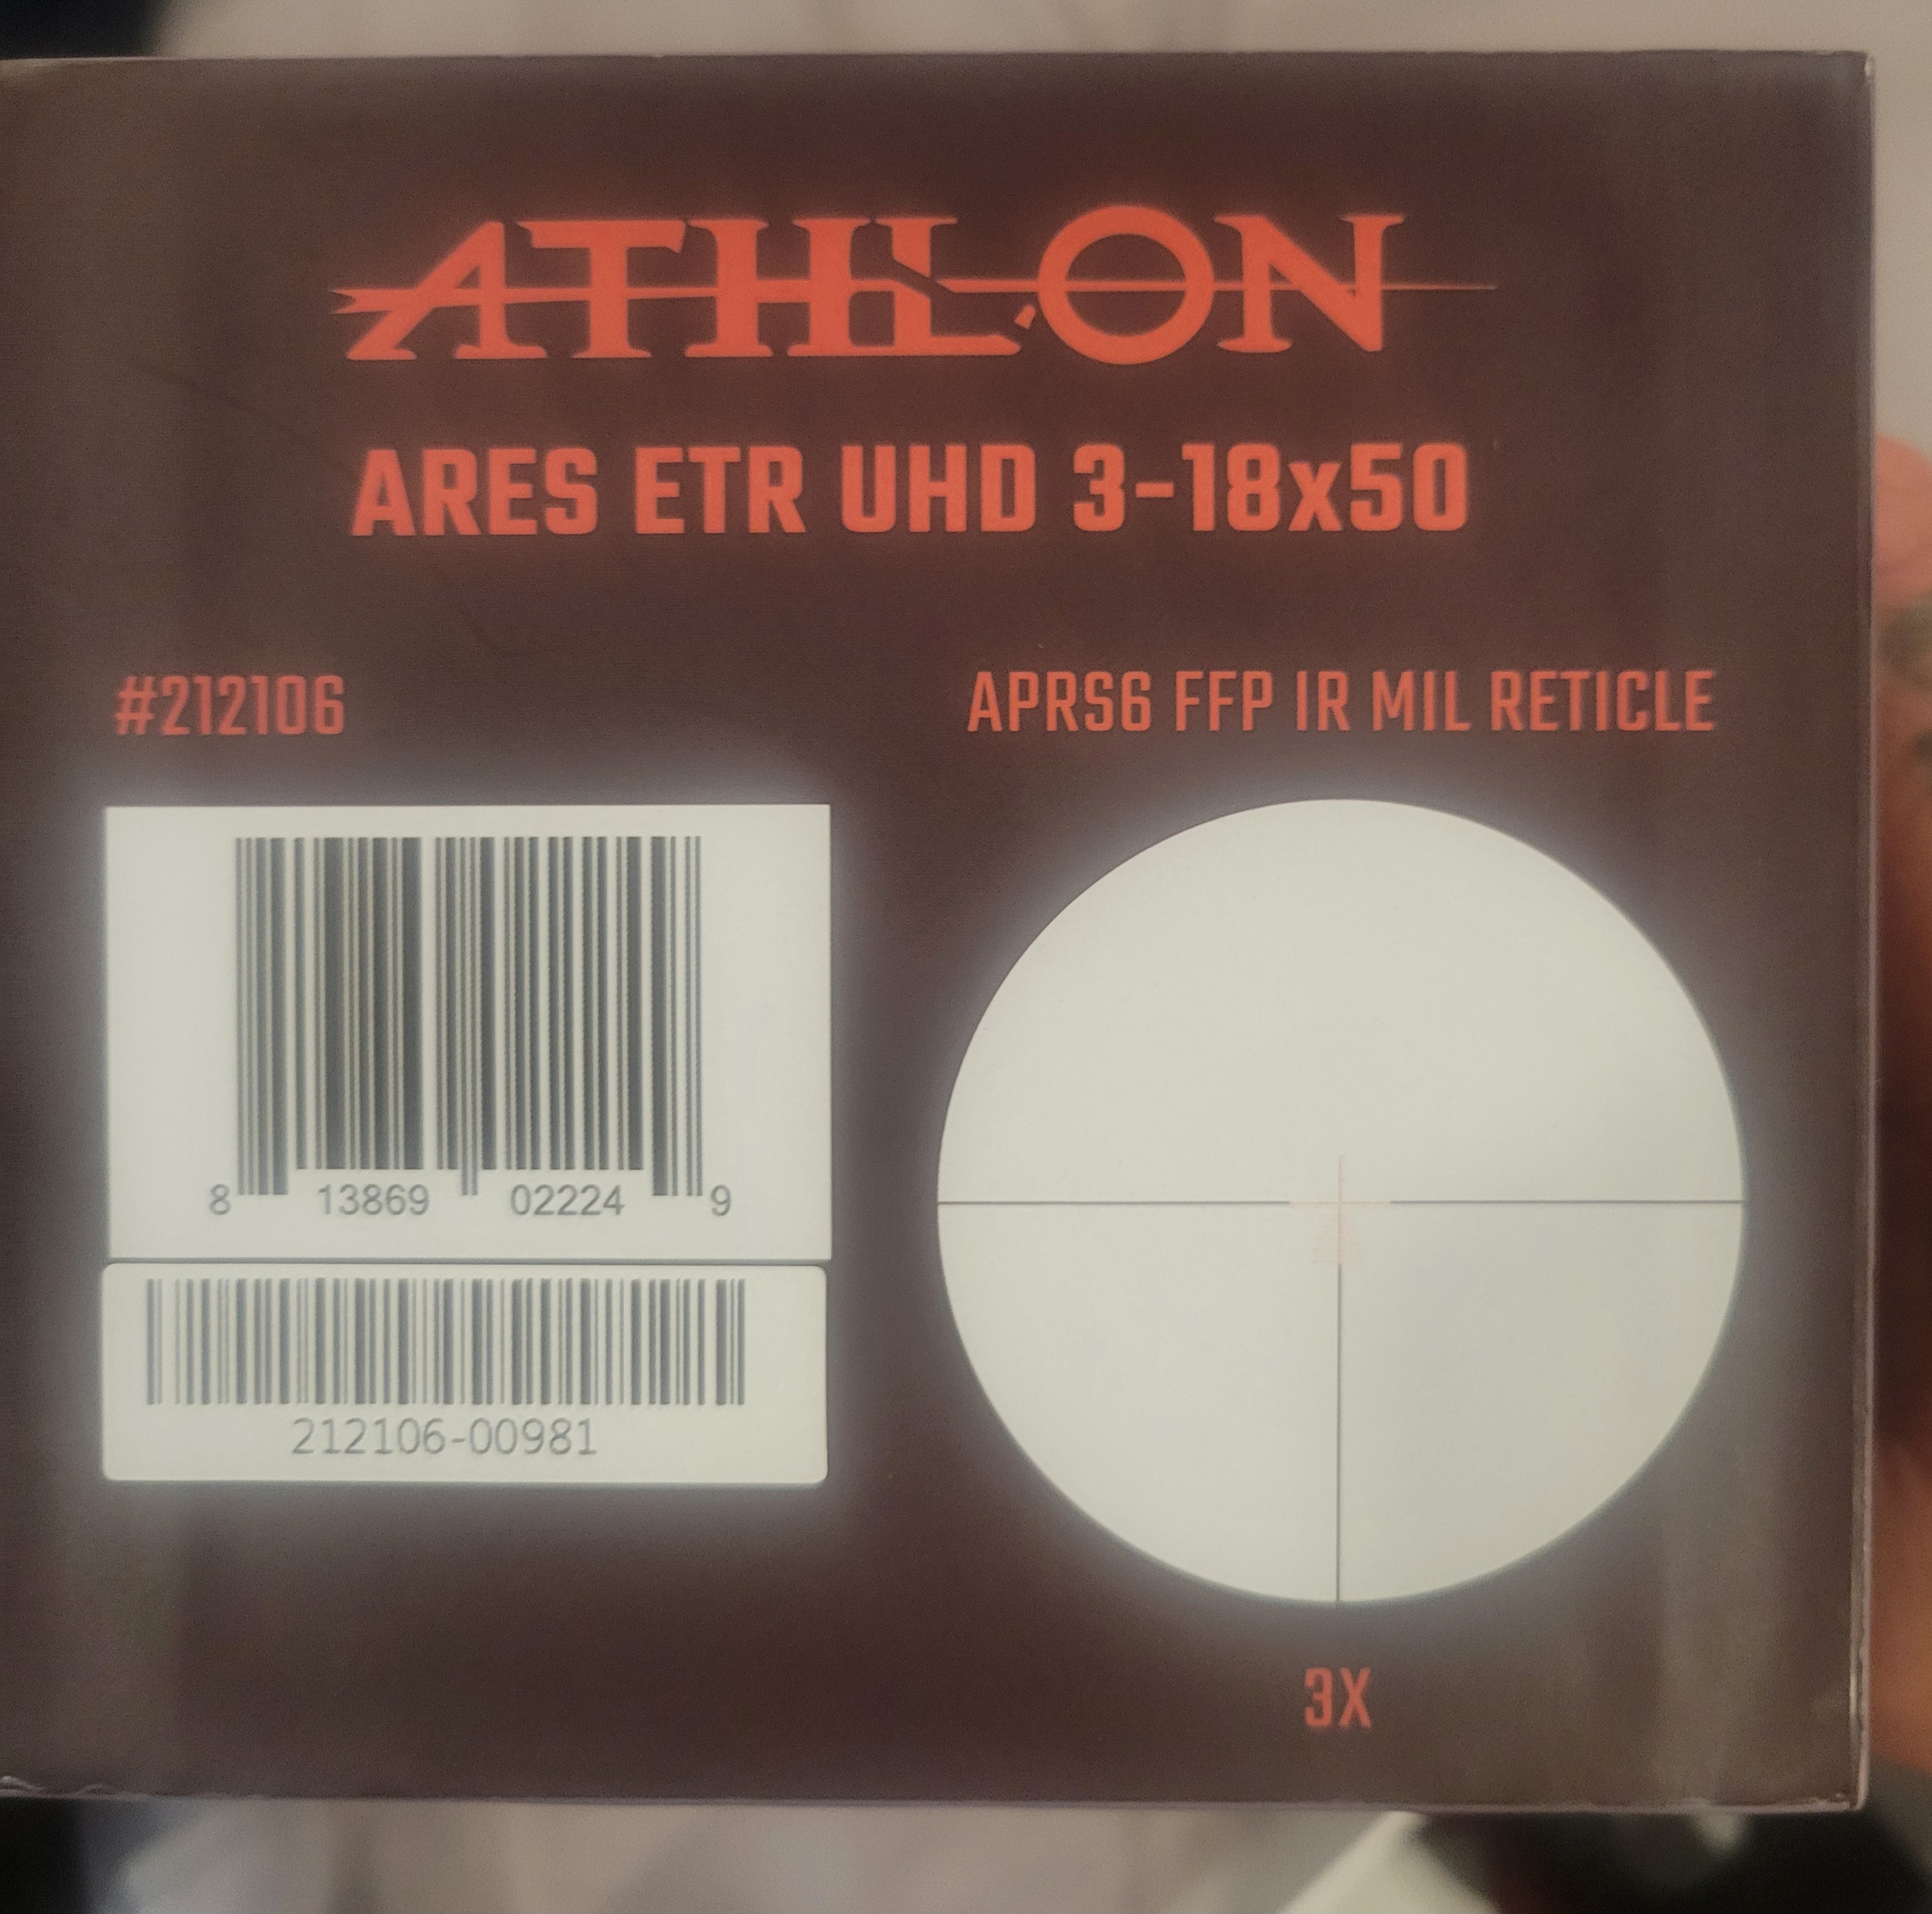 ATHLON
ARES ETR UHD 3-18x50
#212106
APRS6 FFP IR MIL RETICLE
8 13869 02224 9
212106-00981
3X